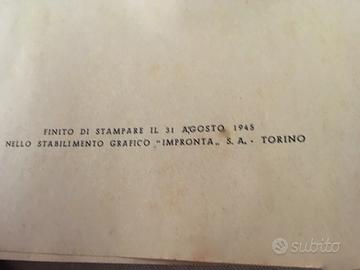 FINITO DI STAMPARE IL 31 AGOSTO 1945
NELLO STABILIMENTO GRAFICO „IMPRONTA„ S. A. - TORINO
subito